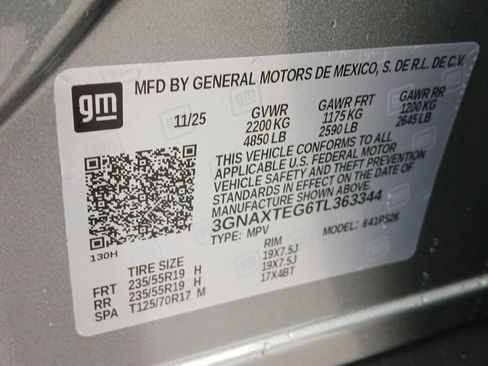 gm MFD BY GENERAL MOTORS DE MEXICO, S. DE R.L. DE C.V.
11/25 GVWR GAWR FRT GAWR RR
2200 KG 1175 KG 1200 KG
4850 LB 2590 LB 2645 LB
THIS VEHICLE CONFORMS TO ALL
APPLICABLE U.S. FEDERAL MOTOR
VEHICLE SAFETY AND THEFT PREVENTION
STANDARDS IN EFFECT ON THE DATE OF
MANUFACTURE SHOWN ABOVE.
3GNAXTEG6TL363344
TYPE: MPV MODEL: 641PS26
130H
TIRE SIZE RIM
FRT 235/55R19 H 19X7.5J
RR 235/55R19 H 19X7.5J
SPA T125/70R17 M 17X4BT